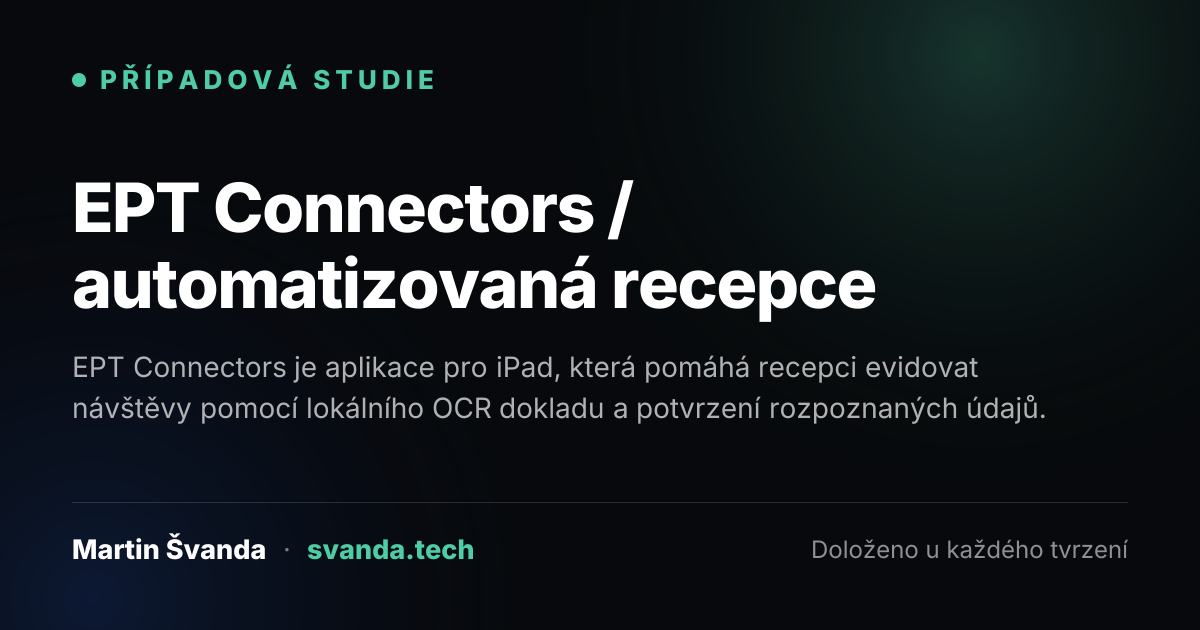 PŘÍPADOVÁ STUDIE
EPT Connectors /
automatizovaná recepce
EPT Connectors je aplikace pro iPad, která pomáhá recepci evidovat
návštěvy pomocí lokálního OCR dokladu a potvrzení rozpoznaných údajů.
Martin Švanda · svanda.tech
Doloženo u každého tvrzení